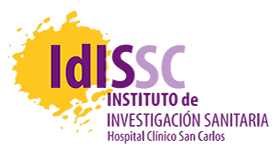 IdISSC
INSTITUTO de
INVESTIGACIÓN SANITARIA
Hospital Clínico San Carlos